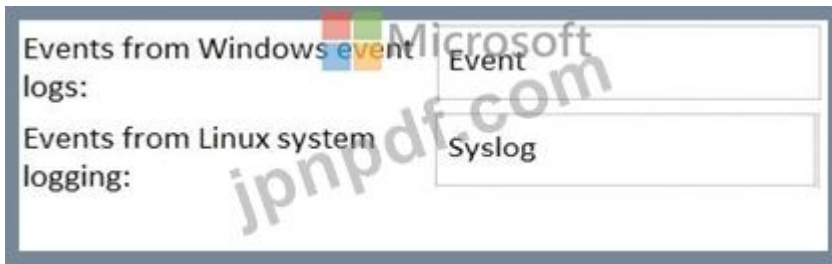 Events from Windows event
logs:
Event
Events from Linux system
logging:
Syslog
Microsoft
jpnpdf.com